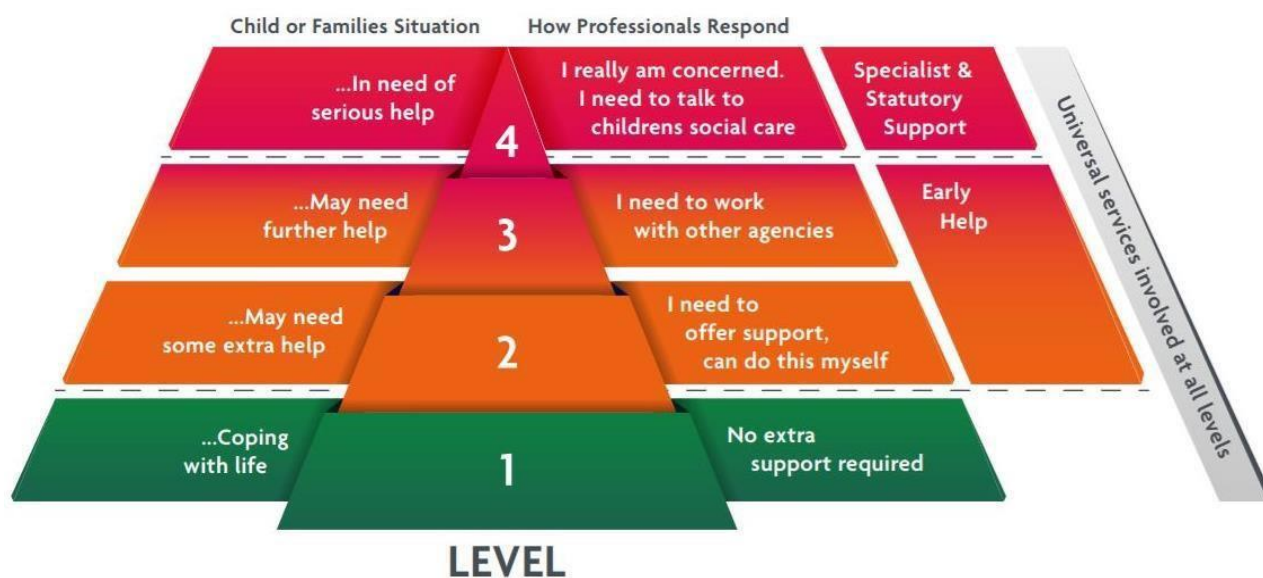 Child or Families Situation
How Professionals Respond
...In need of
serious help
4
I really am concerned.
I need to talk to
childrens social care
Specialist &
Statutory
Support
...May need
further help
3
I need to work
with other agencies
Early
Help
...May need
some extra help
2
I need to
offer support,
can do this myself
...Coping
with life
1
No extra
support required
Universal services involved at all levels
LEVEL